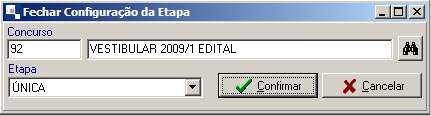 Fechar Configuração da Etapa
Concurso
92 VESTIBULAR 2009/1 EDITAL
Etapa
ÚNICA Confirmar Cancelar